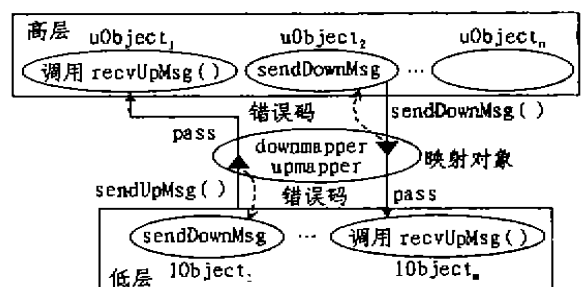 高层
uObject₁ uObject₂ uObjectₙ
调用 recvUpMsg() sendDownMsg …
错误码 sendDownMsg()
pass
downmapper
upmapper
映射对象
sendUpMsg() 错误码 pass
sendDownMsg … 调用 recvUpMsg()
低层 lObject₁ lObjectₘ